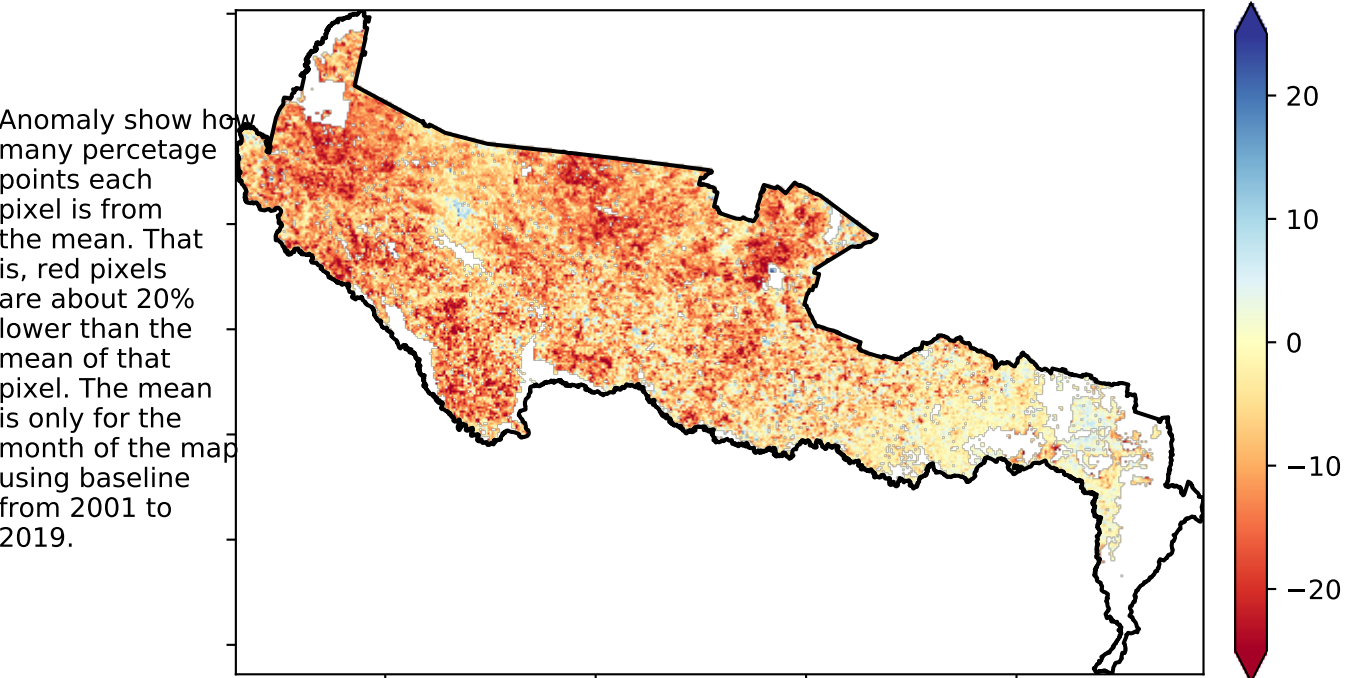 Anomaly show how
many percetage
points each
pixel is from
the mean. That
is, red pixels
are about 20%
lower than the
mean of that
pixel. The mean
is only for the
month of the map
using baseline
from 2001 to
2019.
20
10
0
−10
−20